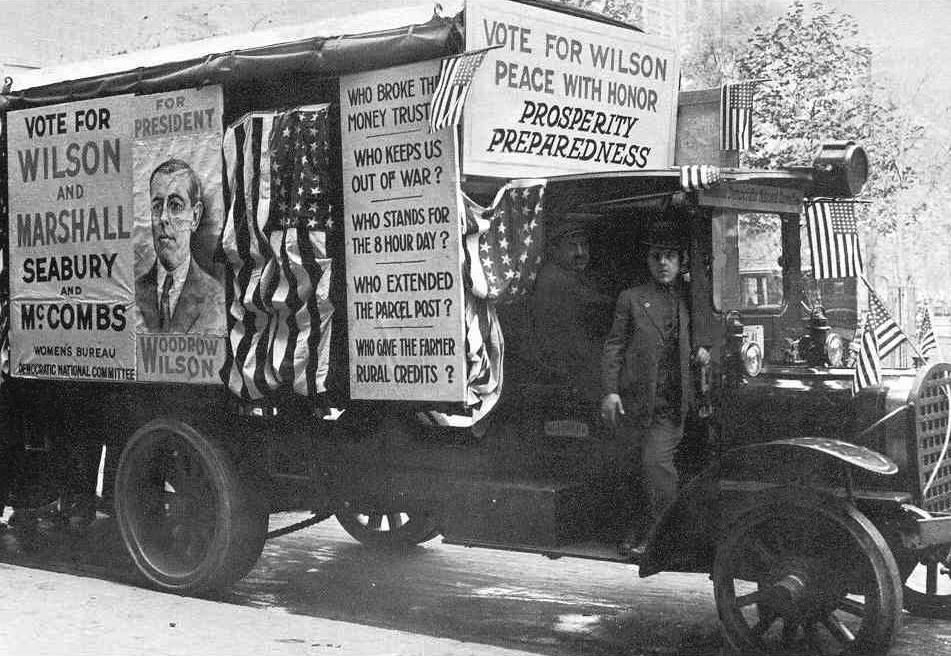 VOTE FOR
WILSON
AND
MARSHALL
SEABURY
AND
McCOMBS
WOMEN'S BUREAU
DEMOCRATIC NATIONAL COMMITTEE
FOR
PRESIDENT
WOODROW
WILSON
WHO BROKE THE
MONEY TRUST
WHO KEEPS US
OUT OF WAR?
WHO STANDS FOR
THE 8 HOUR DAY?
WHO EXTENDED
THE PARCEL POST?
WHO GAVE THE FARMER
RURAL CREDITS ?
VOTE FOR WILSON
PEACE WITH HONOR
PROSPERITY
PREPAREDNESS